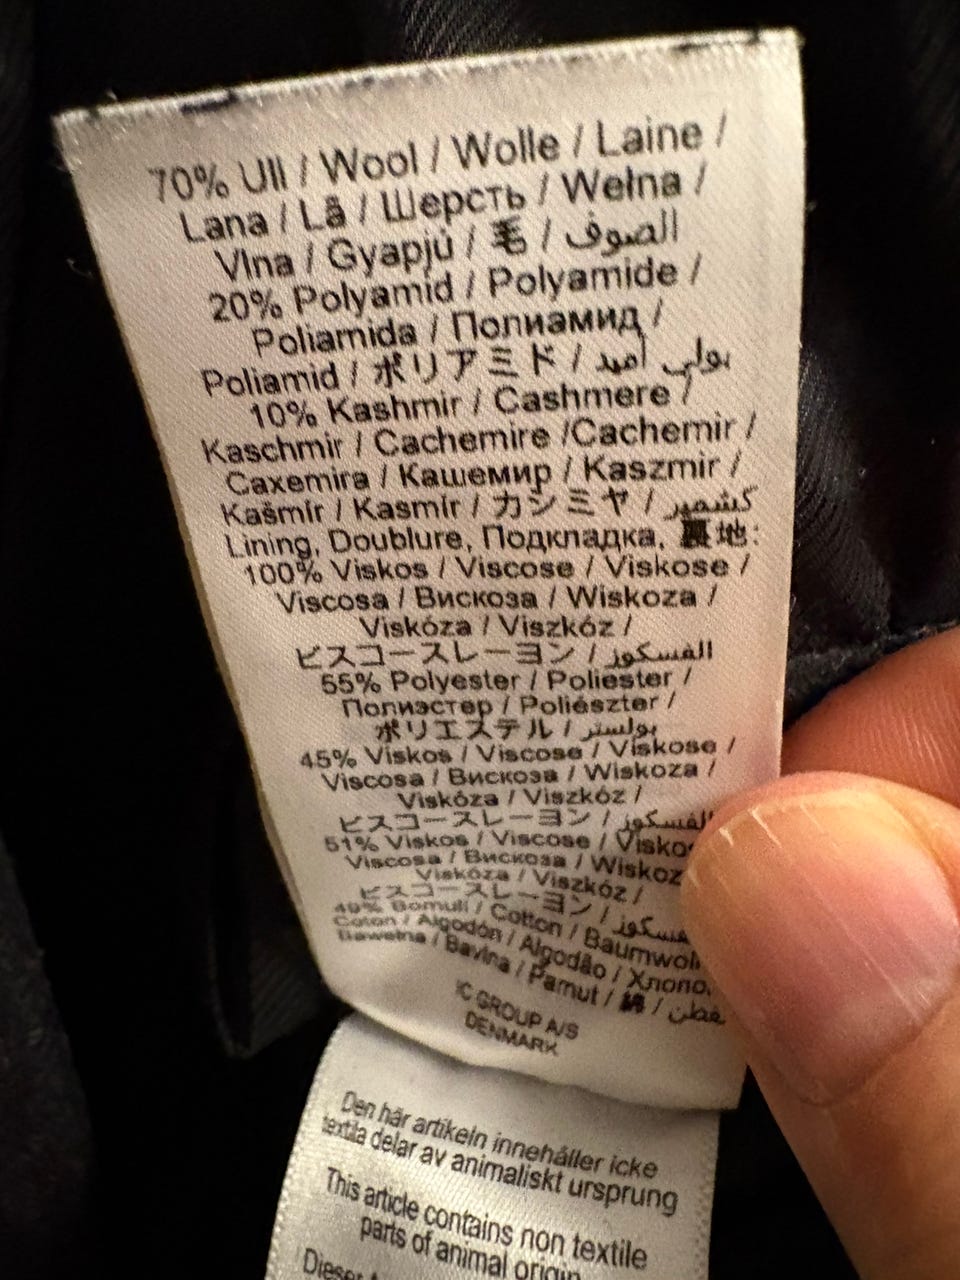 70% Ull / Wool / Wolle / Laine /
Lana / Lã / Шерсть / Wełna /
Vlna / Gyapjú / 毛 / الصوف
20% Polyamid / Polyamide /
Poliamida / Полиамид /
Poliamid / ポリアミド / بولي أميد
10% Kashmir / Cashmere /
Kaschmir / Cachemire /Cachemir /
Caxemira / Кашемир / Kaszmir /
Kašmír / Kasmír / カシミヤ / كشمير
Lining, Doublure, Подкладка, 裏地:
100% Viskos / Viscose / Viskose /
Viscosa / Вискоза / Wiskoza /
Viskóza / Viszkóz /
ビスコースレーヨン / الفسكوز
55% Polyester / Poliester /
Полиэстер / Poliészter /
ポリエステル / بولستر
45% Viskos / Viscose / Viskose /
Viscosa / Вискоза / Wiskoza /
Viskóza / Viszkóz /
ビスコースレーヨン / الفسكوز
51% Viskos / Viscose / Visko
Viscosa / Вискоза / Wiskoz
Viskóza / Viszkóz /
ビスコースレーヨン / فسكوز
49% Bomull / Cotton / Baumwoll
Coton / Algodón / Algodão / Хлопо
Bawełna / Bavlna / Pamut / 綿 / قطن
IC GROUP A/S
DENMARK
Den här artikeln innehåller icke
textila delar av animaliskt ursprung
This article contains non textile
parts of animal origin
Dieser